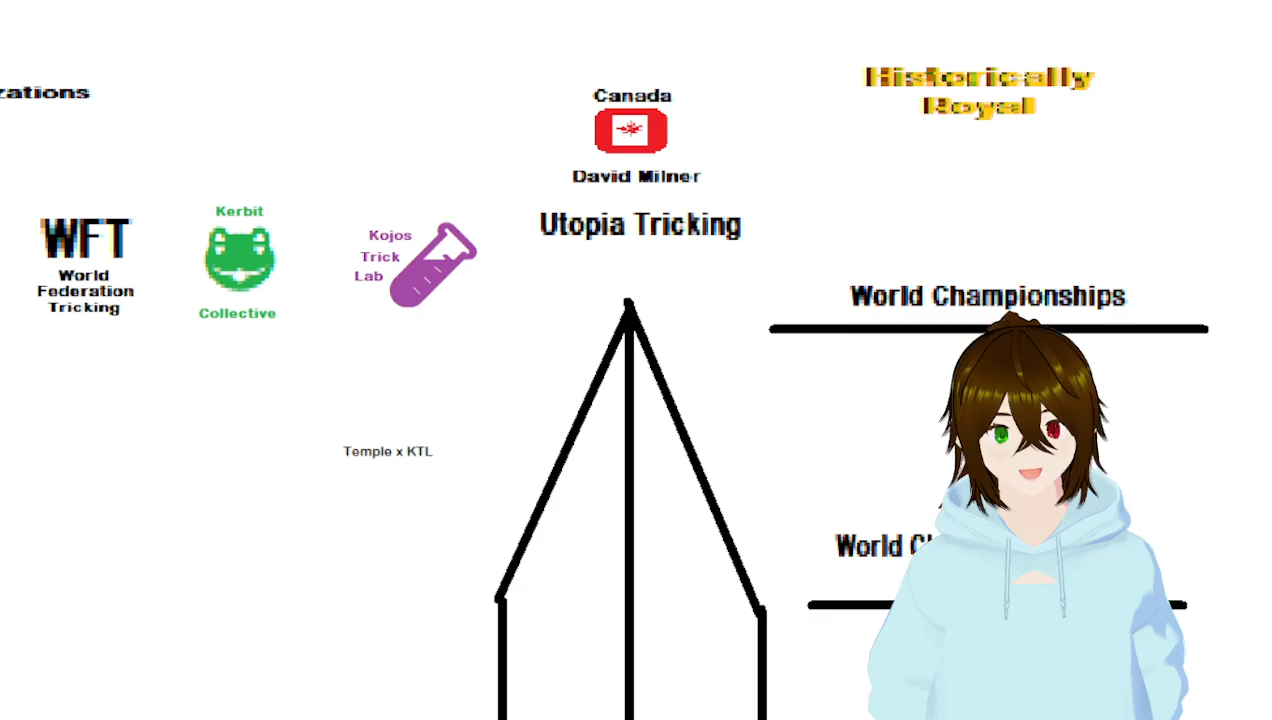 zations
Canada
David Milner
Utopia Tricking
Historically
Royal
WFT
World
Federation
Tricking
Kerbit
Collective
Kojos
Trick
Lab
Temple x KTL
World Championships
World